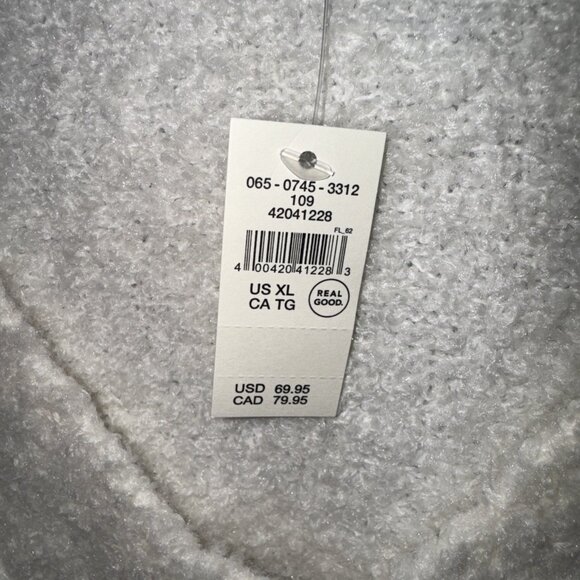 065 - 0745 - 3312
109
42041228
FL_62
4 00420 41228 3
US XL
CA TG
REAL
GOOD.
USD 69.95
CAD 79.95